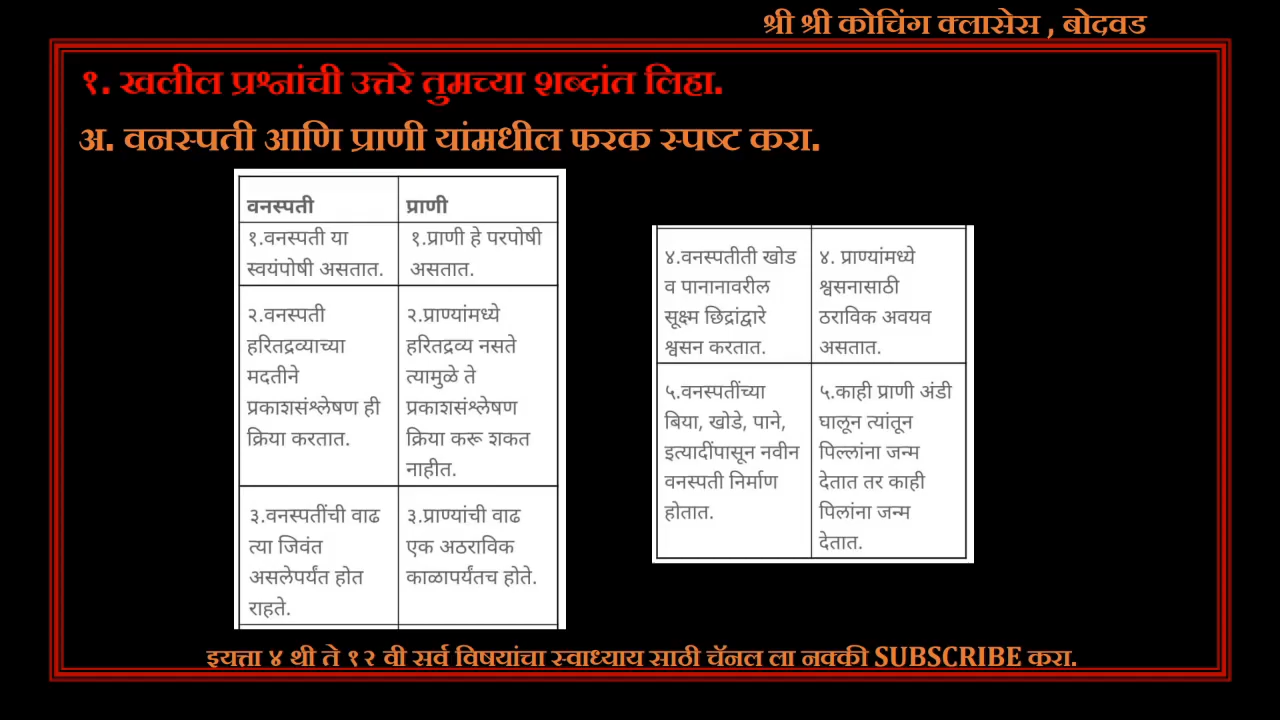 श्री श्री कोचिंग क्लासेस , बोदवड
१. खलील प्रश्नांची उत्तरे तुमच्या शब्दांत लिहा.
अ. वनस्पती आणि प्राणी यांमधील फरक स्पष्ट करा.
वनस्पती
प्राणी
१.वनस्पती या
स्वयंपोषी असतात.
१.प्राणी हे परपोषी
असतात.
२.वनस्पती
हरितद्रव्याच्या
मदतीने
प्रकाशसंश्लेषण ही
क्रिया करतात.
२.प्राण्यांमध्ये
हरितद्रव्य नसते
त्यामुळे ते
प्रकाशसंश्लेषण
क्रिया करू शकत
नाहीत.
३.वनस्पतींची वाढ
त्या जिवंत
असलेपर्यंत होत
राहते.
३.प्राण्यांची वाढ
एक अठराविक
काळापर्यंतच होते.
४.वनस्पतीती खोड
व पानानावरील
सूक्ष्म छिद्रांद्वारे
श्वसन करतात.
४. प्राण्यांमध्ये
श्वसनासाठी
ठराविक अवयव
असतात.
५.वनस्पतींच्या
बिया, खोडे, पाने,
इत्यादींपासून नवीन
वनस्पती निर्माण
होतात.
५.काही प्राणी अंडी
घालून त्यांतून
पिल्लांना जन्म
देतात तर काही
पिलांना जन्म
देतात.
इयत्ता ४ थी ते १२ वी सर्व विषयांचा स्वाध्याय साठी चॅनल ला नक्की SUBSCRIBE करा.